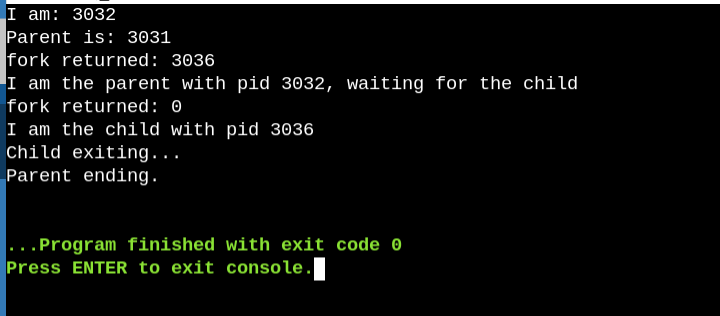 I am: 3032
Parent is: 3031
fork returned: 3036
I am the parent with pid 3032, waiting for the child
fork returned: 0
I am the child with pid 3036
Child exiting...
Parent ending.
...Program finished with exit code 0
Press ENTER to exit console.